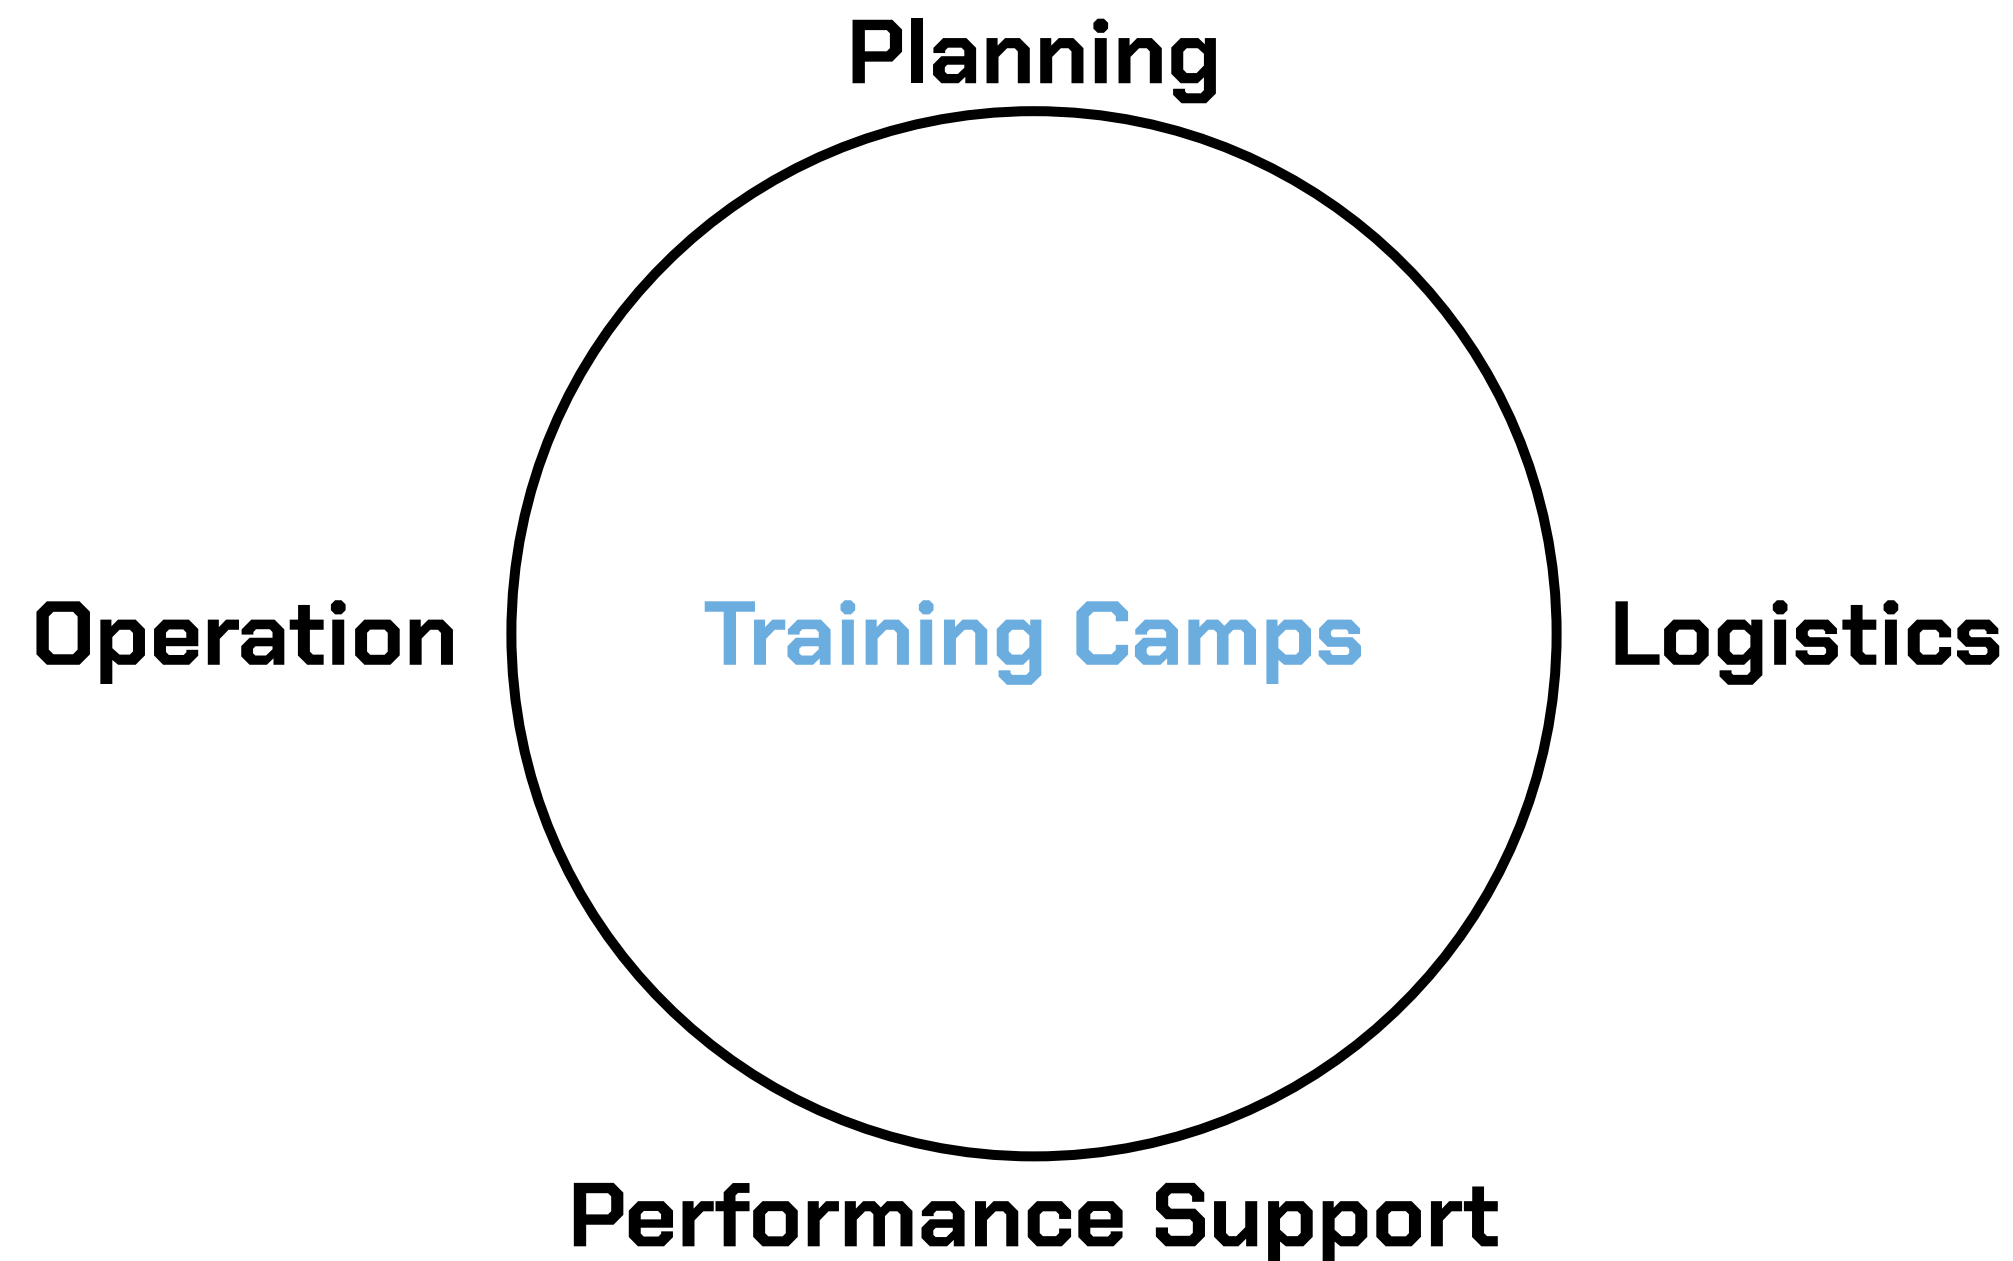 Planning
Operation
Training Camps
Logistics
Performance Support